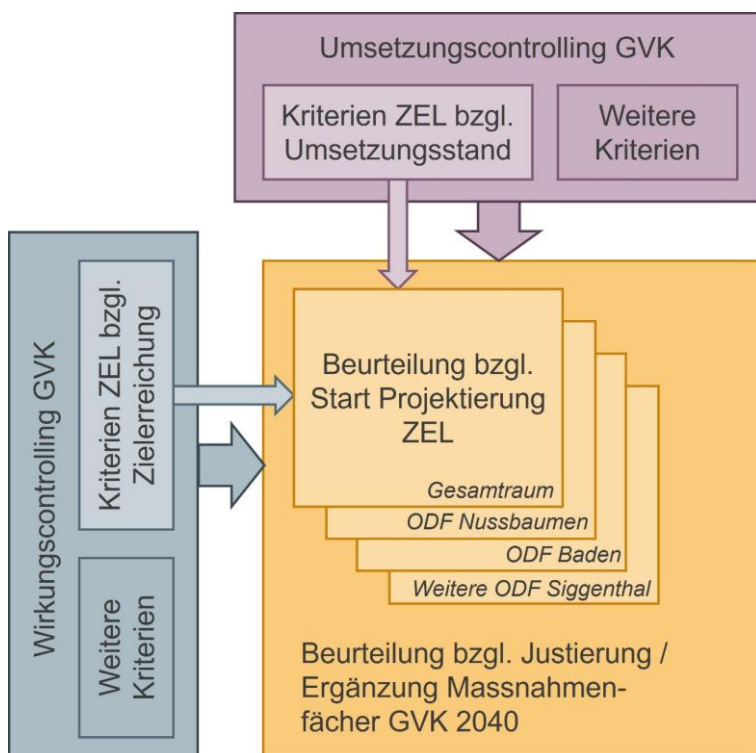 Umsetzungscontrolling GVK
Kriterien ZEL bzgl.
Umsetzungsstand
Weitere
Kriterien
Wirkungscontrolling GVK
Kriterien ZEL bzgl.
Zielerreichung
Weitere
Kriterien
Beurteilung bzgl.
Start Projektierung
ZEL
Gesamtraum
ODF Nussbaumen
ODF Baden
Weitere ODF Siggenthal
Beurteilung bzgl. Justierung /
Ergänzung Massnahmen-
fächer GVK 2040